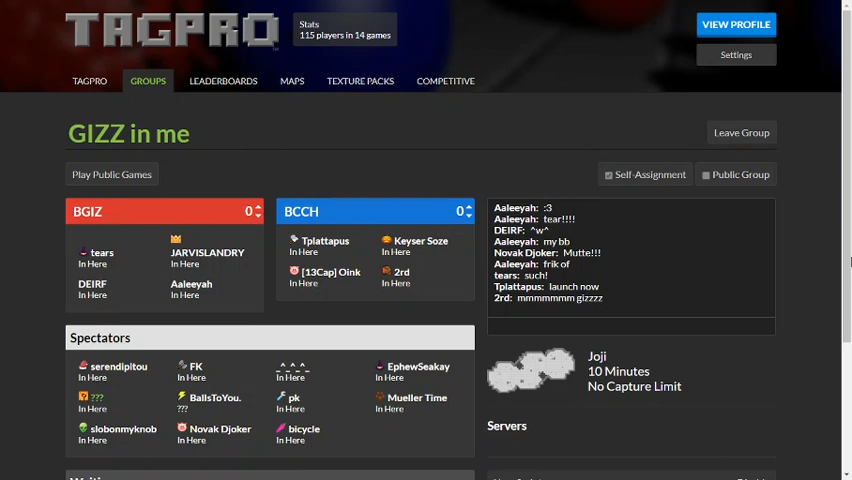 TAGPRO
Stats
115 players in 14 games
VIEW PROFILE
Settings
TAGPRO GROUPS LEADERBOARDS MAPS TEXTURE PACKS COMPETITIVE
GIZZ in me
Leave Group
Play Public Games
Self-Assignment
Public Group
BGIZ 0
BCCH 0
tears
In Here
JARVISLANDRY
In Here
DEIRF
In Here
Aaleeyah
In Here
Tplattapus
In Here
Keyser Soze
In Here
[13Cap] Oink
In Here
2rd
In Here
Aaleeyah: :3
Aaleeyah: tear!!!!
DEIRF: ^w^
Aaleeyah: my bb
Novak Djoker: Mutte!!!
Aaleeyah: frik of
tears: such!
Tplattapus: launch now
2rd: mmmmmmm gizzzz
Spectators
serendipitou
In Here
FK
In Here
_^_^_^_
In Here
EphewSeakay
In Here
???
In Here
BallsToYou.
???
pk
In Here
Mueller Time
In Here
slobonmyknob
In Here
Novak Djoker
In Here
bicycle
In Here
Joji
10 Minutes
No Capture Limit
Servers